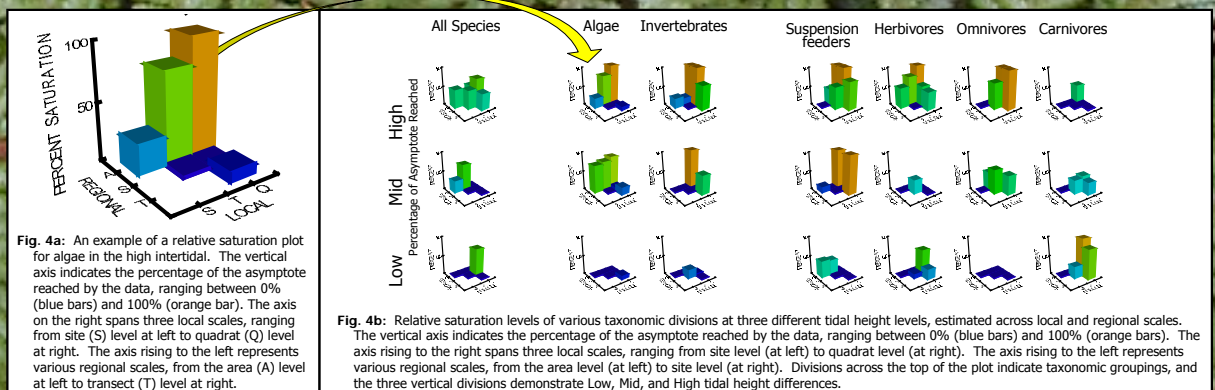 100
50
PERCENT SATURATION
A
S
T
REGIONAL
S
T
Q
LOCAL
Fig. 4a: An example of a relative saturation plot
for algae in the high intertidal. The vertical
axis indicates the percentage of the asymptote
reached by the data, ranging between 0%
(blue bars) and 100% (orange bar). The axis
on the right spans three local scales, ranging
from site (S) level at left to quadrat (Q) level
at right. The axis rising to the left represents
various regional scales, from the area (A) level
at left to transect (T) level at right.
All Species
Algae
Invertebrates
Suspension
feeders
Herbivores
Omnivores
Carnivores
High
Mid
Low
Percentage of Asymptote Reached
Fig. 4b: Relative saturation levels of various taxonomic divisions at three different tidal height levels, estimated across local and regional scales.
The vertical axis indicates the percentage of the asymptote reached by the data, ranging between 0% (blue bars) and 100% (orange bars). The
axis rising to the right spans three local scales, ranging from site level (at left) to quadrat level (at right). The axis rising to the left represents
various regional scales, from the area level (at left) to site level (at right). Divisions across the top of the plot indicate taxonomic groupings, and
the three vertical divisions demonstrate Low, Mid, and High tidal height differences.